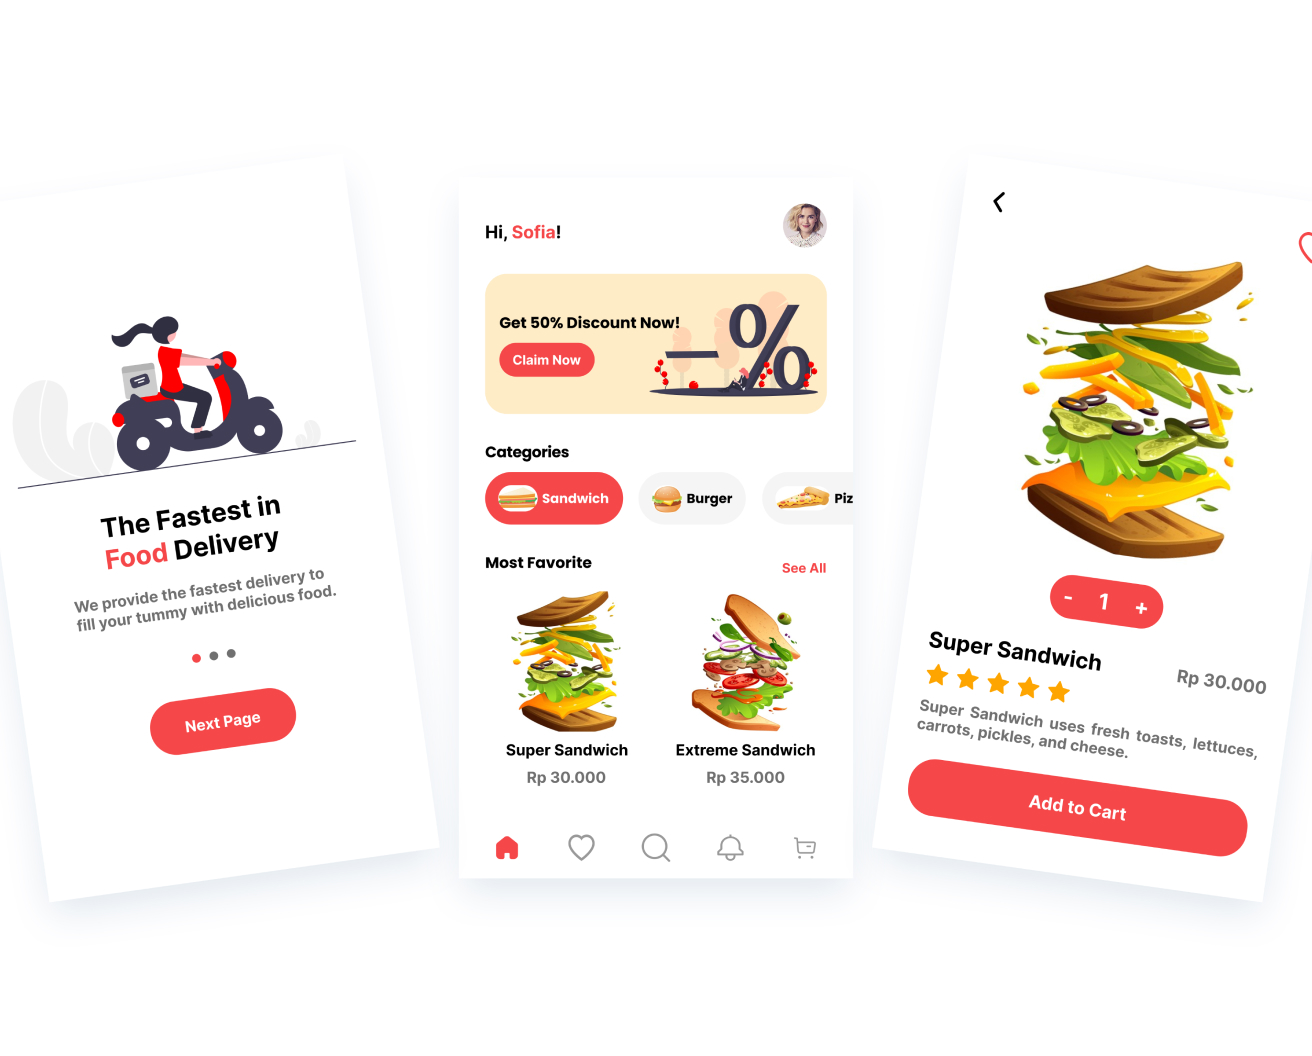 The Fastest in
Food Delivery
We provide the fastest delivery to
fill your tummy with delicious food.
Next Page
Hi, Sofia!
Get 50% Discount Now!
Claim Now
-%
Categories
Sandwich
Burger
Piz
Most Favorite
See All
Super Sandwich
Rp 30.000
Extreme Sandwich
Rp 35.000
- 1 +
Super Sandwich
Rp 30.000
Super Sandwich uses fresh toasts, lettuces,
carrots, pickles, and cheese.
Add to Cart